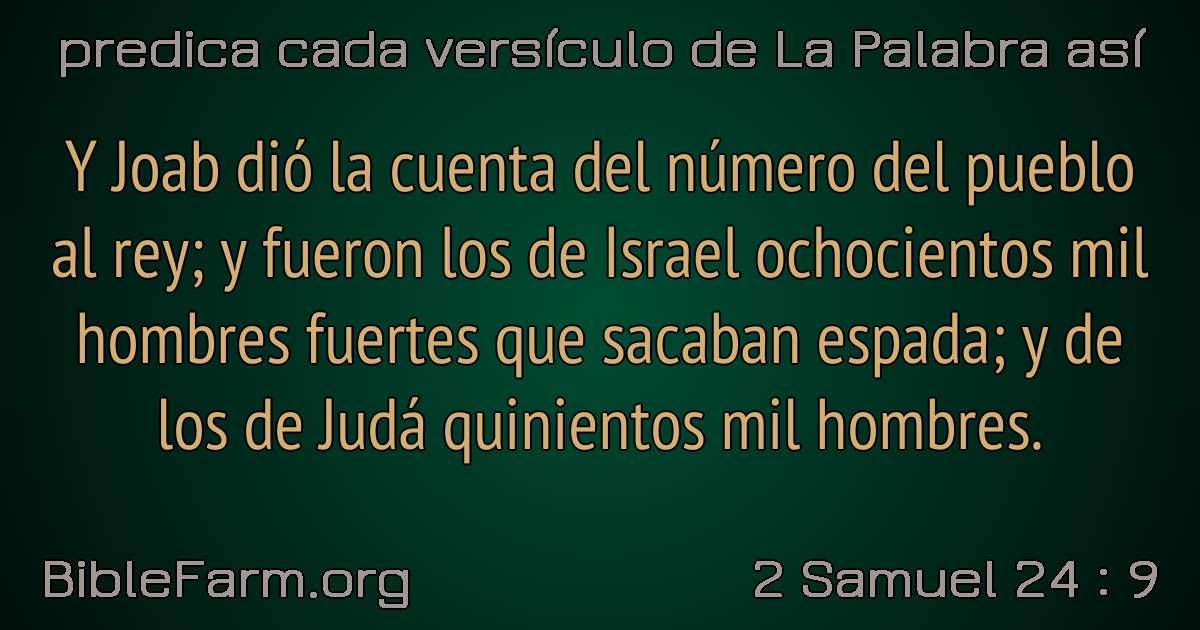 predica cada versículo de La Palabra así
Y Joab dió la cuenta del número del pueblo
al rey; y fueron los de Israel ochocientos mil
hombres fuertes que sacaban espada; y de
los de Judá quinientos mil hombres.
BibleFarm.org
2 Samuel 24 : 9